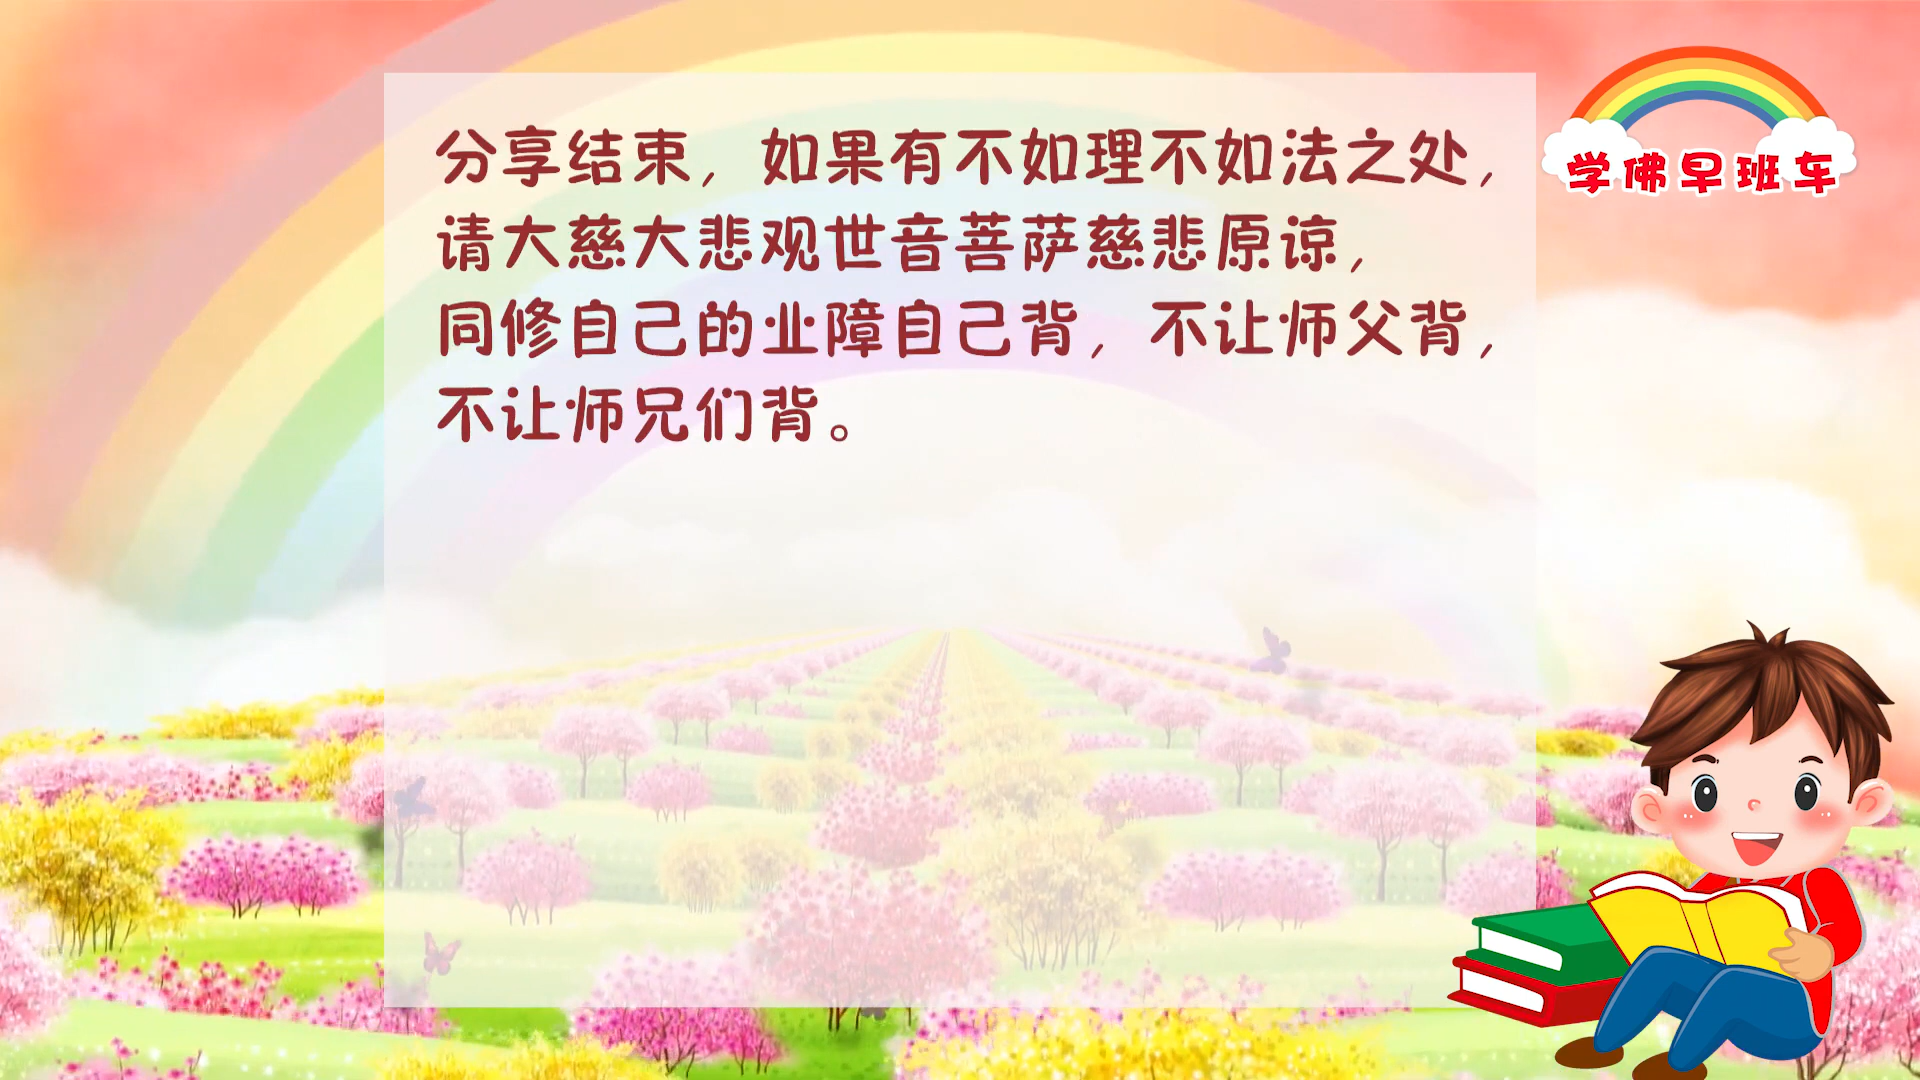 分享结束，如果有不如理不如法之处，
请大慈大悲观世音菩萨慈悲原谅，
同修自己的业障自己背，不让师父背，
不让师兄们背。
学佛早班车